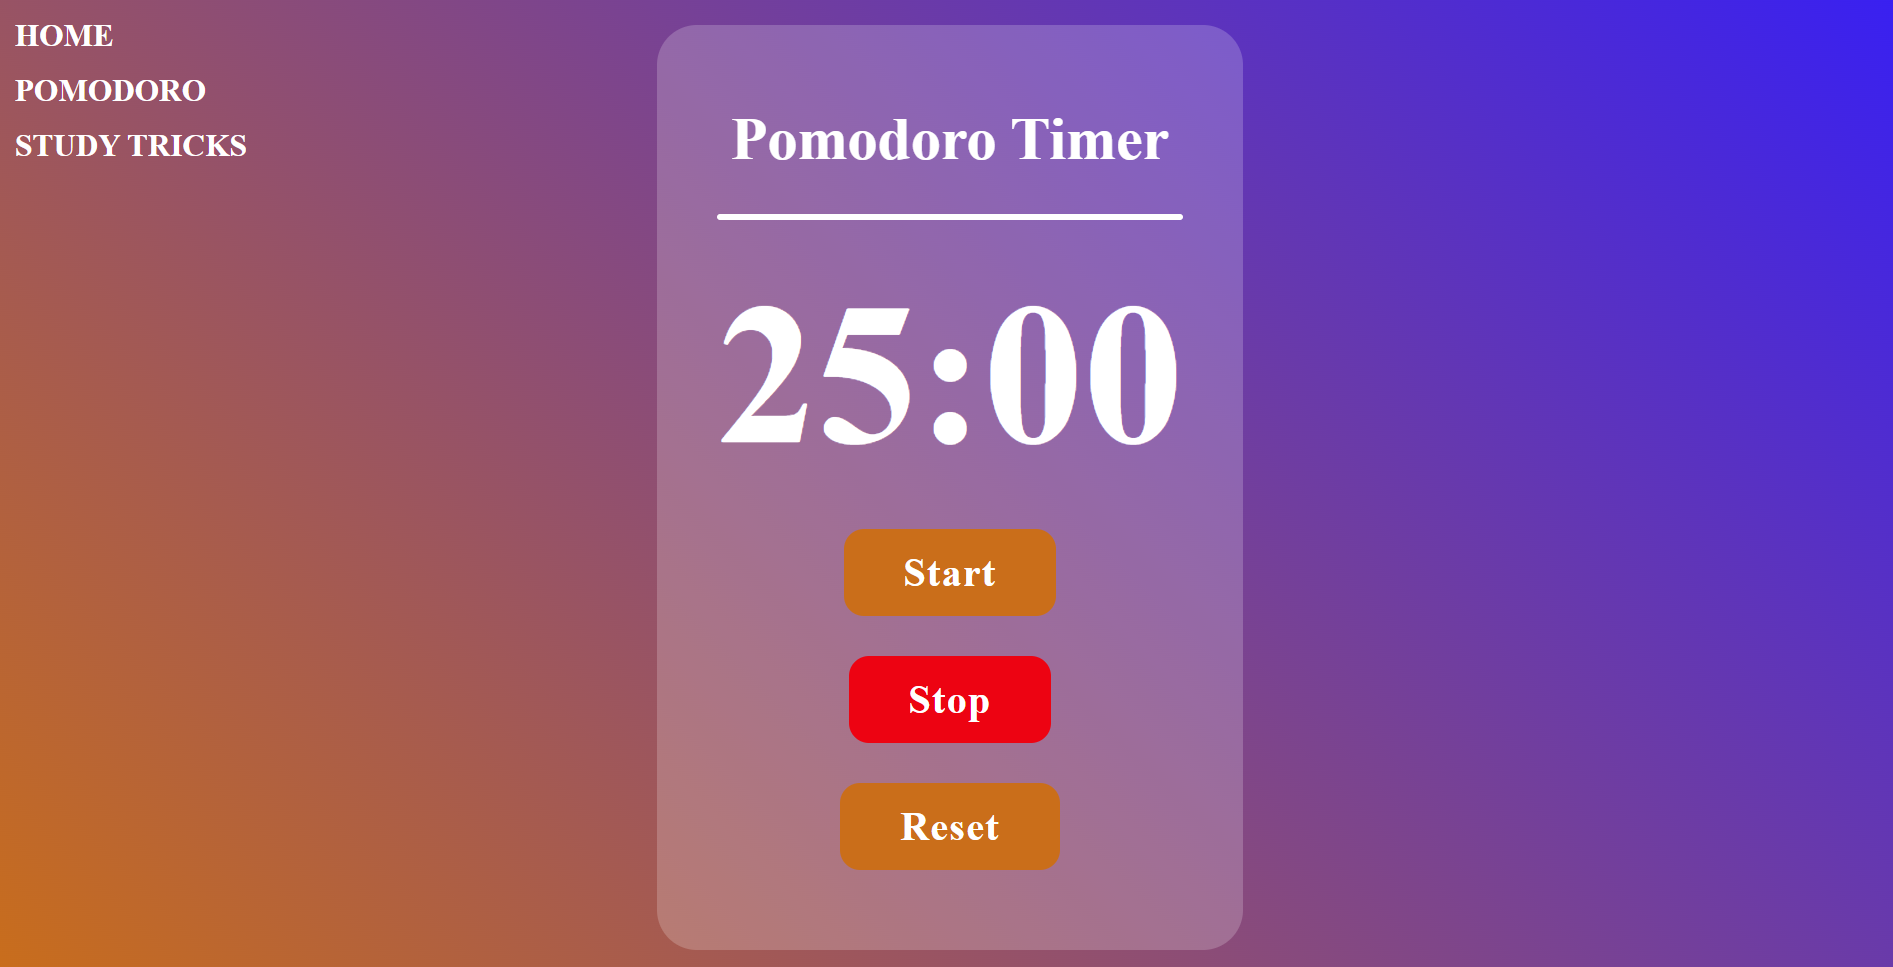 HOME
POMODORO
STUDY TRICKS
Pomodoro Timer
25:00
Start
Stop
Reset